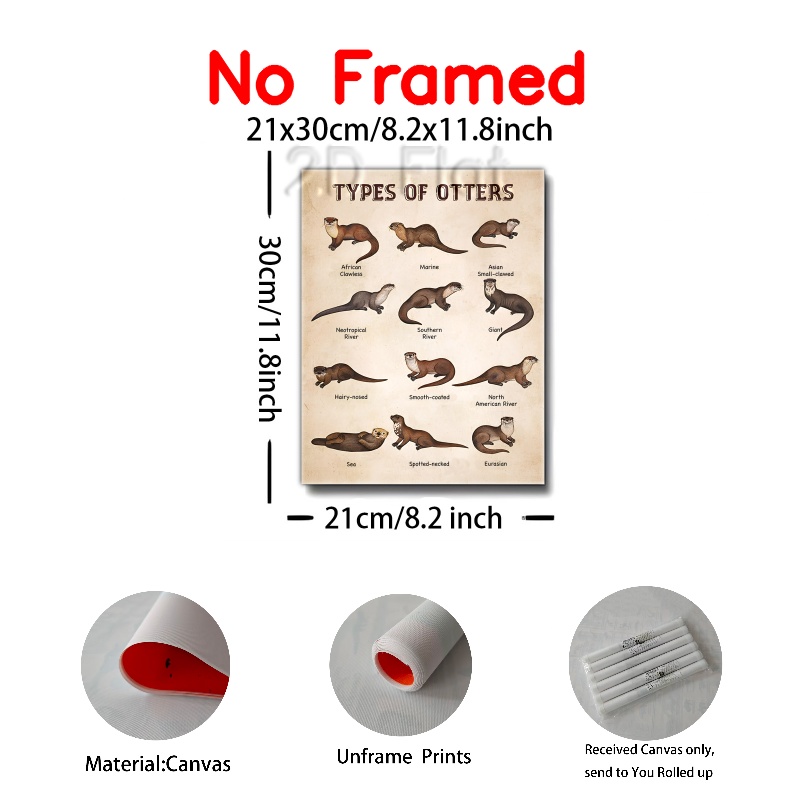 No Framed
21x30cm/8.2x11.8inch
2D Flat
TYPES OF OTTERS
African
Clawless
Marine
Asian
Small-clawed
30cm/11.8inch
Neotropical
River
Southern
River
Giant
Hairy-nosed
Smooth-coated
North
American River
Sea
Spotted-necked
Eurasian
21cm/8.2 inch
Material:Canvas
Unframe Prints
Received Canvas only,
send to You Rolled up